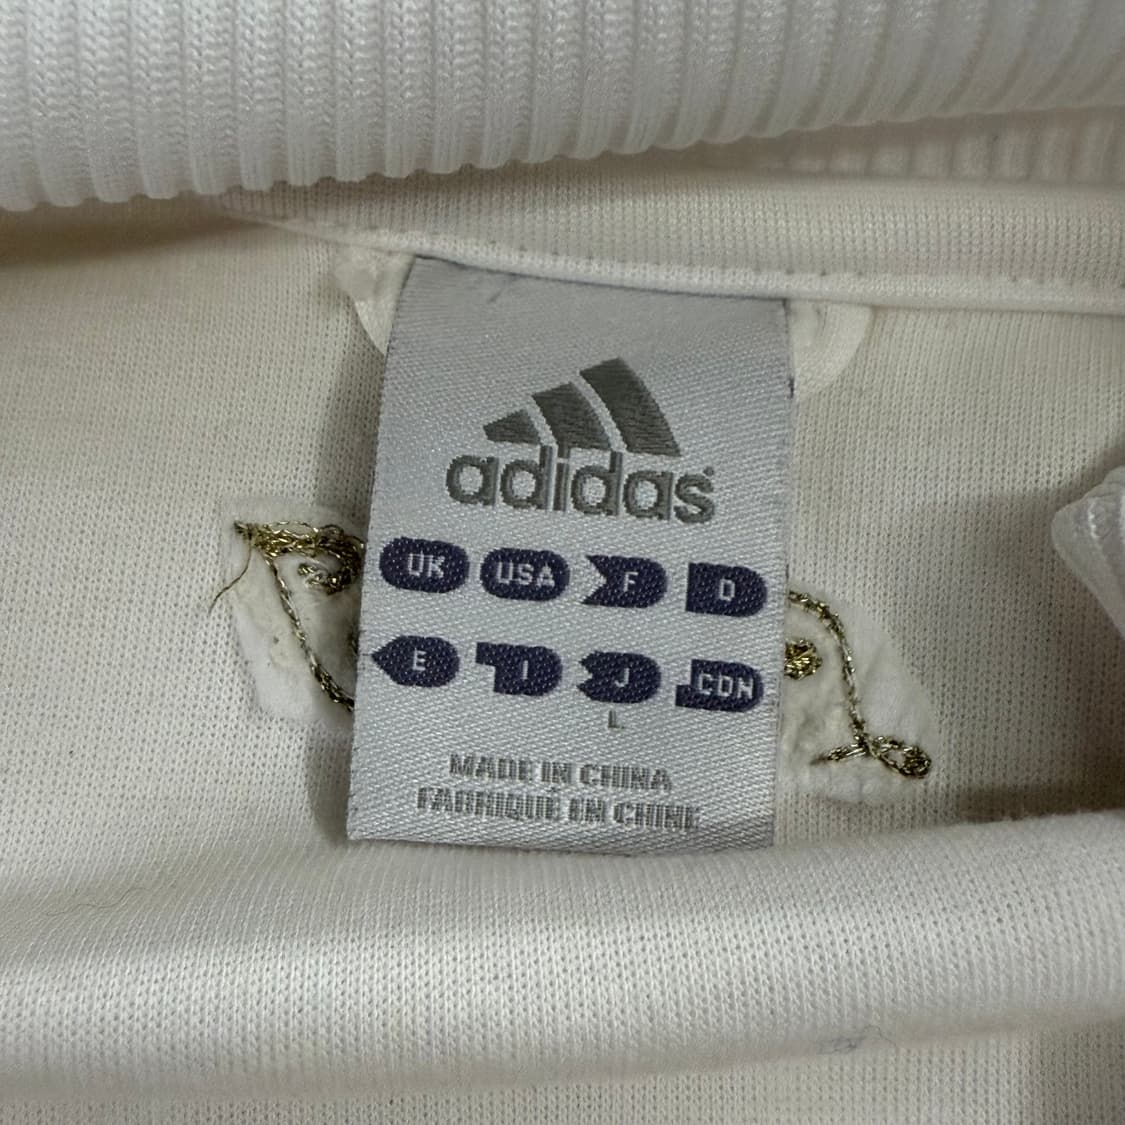 adidas
UK USA F D
E I J CDN
L
MADE IN CHINA
FABRIQUÉ EN CHINE